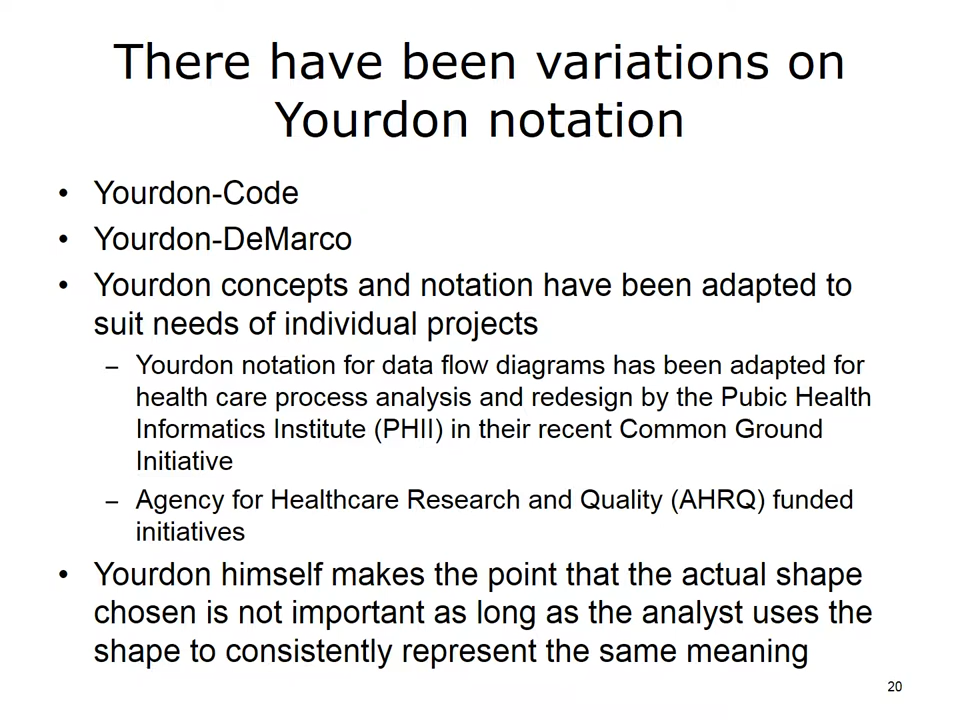 There have been variations on
Yourdon notation
• Yourdon-Code
• Yourdon-DeMarco
• Yourdon concepts and notation have been adapted to
suit needs of individual projects
– Yourdon notation for data flow diagrams has been adapted for
health care process analysis and redesign by the Pubic Health
Informatics Institute (PHII) in their recent Common Ground
Initiative
– Agency for Healthcare Research and Quality (AHRQ) funded
initiatives
• Yourdon himself makes the point that the actual shape
chosen is not important as long as the analyst uses the
shape to consistently represent the same meaning
20